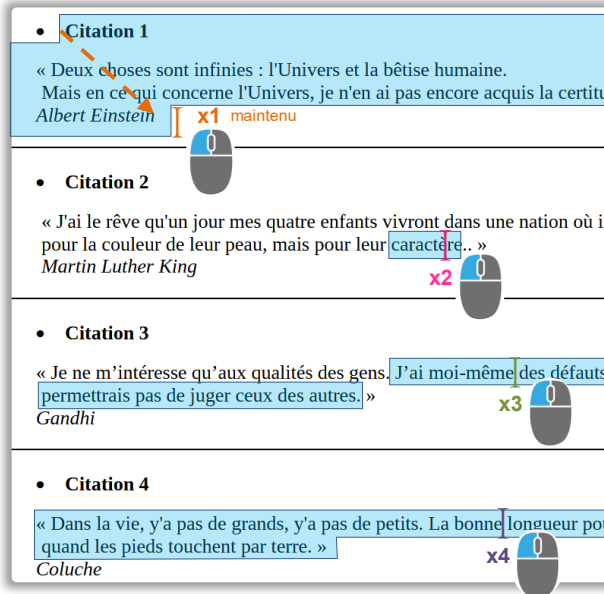 • Citation 1
« Deux choses sont infinies : l'Univers et la bêtise humaine.
Mais en ce qui concerne l'Univers, je n'en ai pas encore acquis la certitu
Albert Einstein x1 maintenu
• Citation 2
« J'ai le rêve qu'un jour mes quatre enfants vivront dans une nation où i
pour la couleur de leur peau, mais pour leur caractère.. »
x2
Martin Luther King
• Citation 3
« Je ne m’intéresse qu’aux qualités des gens. J’ai moi-même des défauts
permettrais pas de juger ceux des autres. »
x3
Gandhi
• Citation 4
« Dans la vie, y'a pas de grands, y'a pas de petits. La bonne longueur pou
quand les pieds touchent par terre. »
x4
Coluche